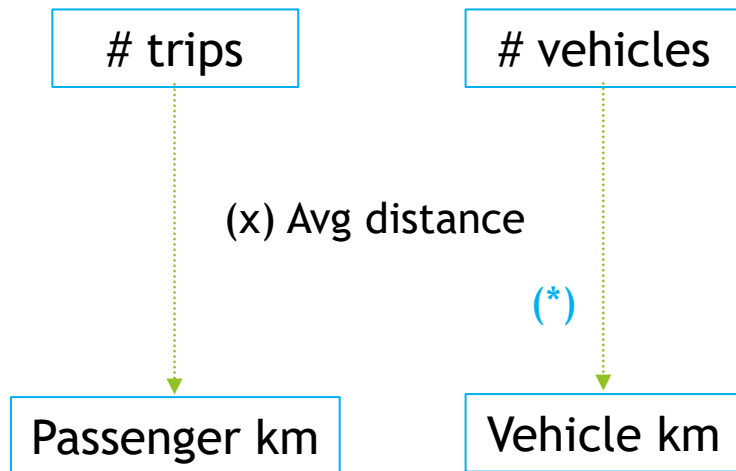 # trips
# vehicles
(x) Avg distance
(*)
Passenger km
Vehicle km